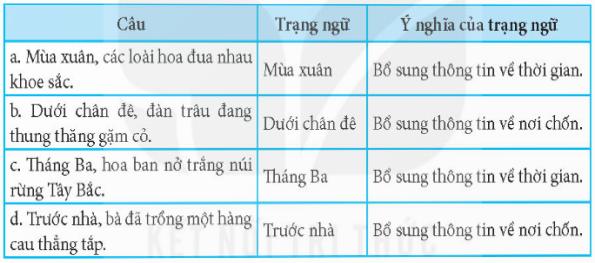 Câu
Trạng ngữ
Ý nghĩa của trạng ngữ
a. Mùa xuân, các loài hoa đua nhau
khoe sắc.
Mùa xuân
Bổ sung thông tin về thời gian.
b. Dưới chân đê, đàn trâu đang
thung thăng gặm cỏ.
Dưới chân đê
Bổ sung thông tin về nơi chốn.
c. Tháng Ba, hoa ban nở trắng núi
rừng Tây Bắc.
Tháng Ba
Bổ sung thông tin về thời gian.
d. Trước nhà, bà đã trồng một hàng
cau thẳng tắp.
Trước nhà
Bổ sung thông tin về nơi chốn.
KẾT NỐI TRI THỨC